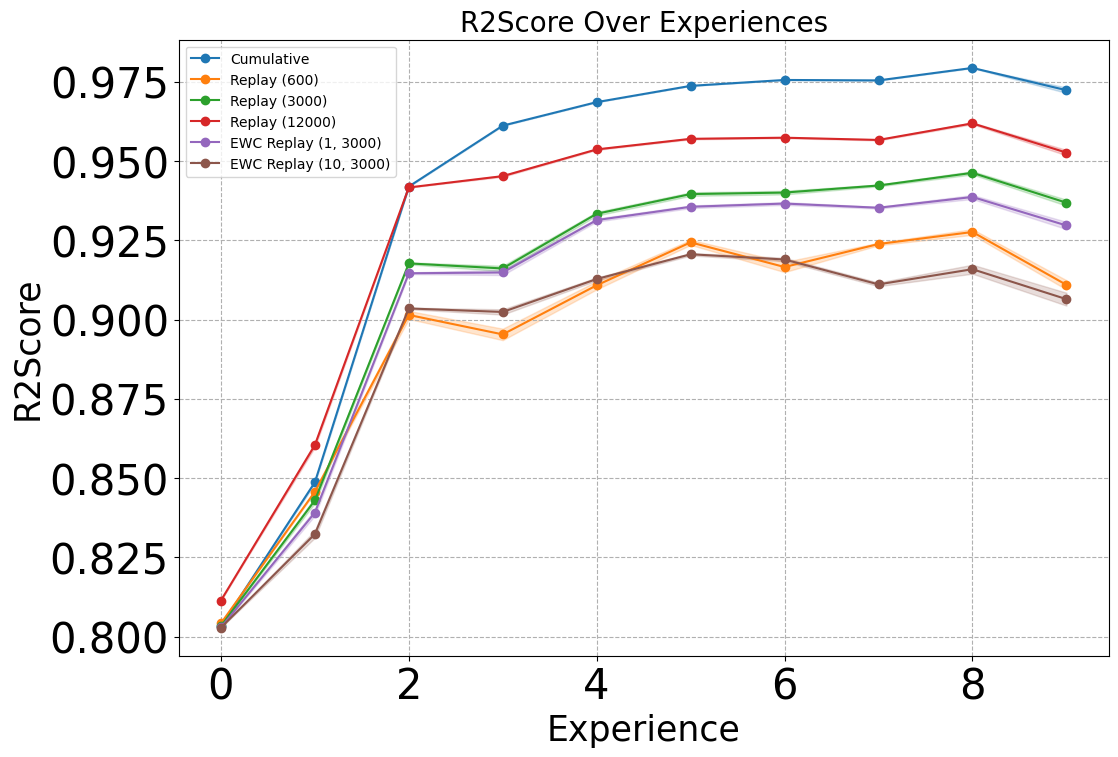 R2Score Over Experiences
Cumulative
Replay (600)
Replay (3000)
Replay (12000)
EWC Replay (1, 3000)
EWC Replay (10, 3000)
0.975
0.950
0.925
0.900
0.875
0.850
0.825
0.800
R2Score
0 2 4 6 8
Experience